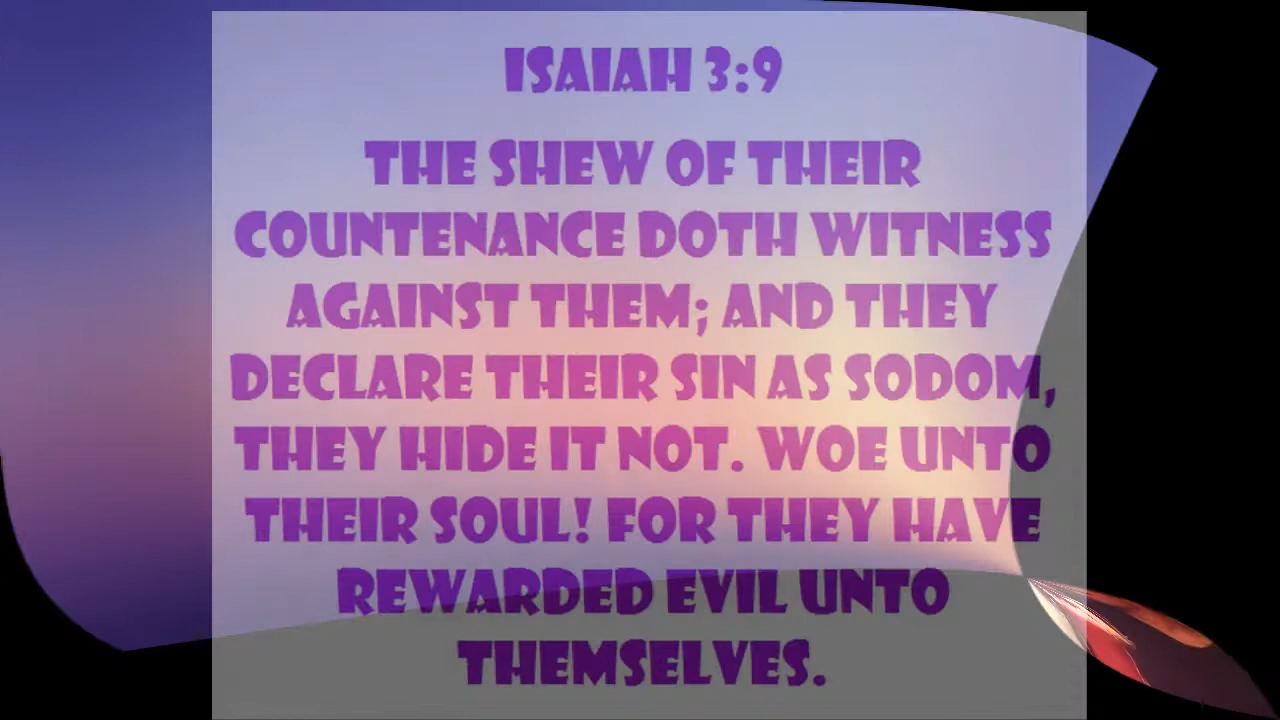 ISAIAH 3:9
THE SHEW OF THEIR
COUNTENANCE DOTH WITNESS
AGAINST THEM; AND THEY
DECLARE THEIR SIN AS SODOM,
THEY HIDE IT NOT. WOE UNTO
THEIR SOUL! FOR THEY HAVE
REWARDED EVIL UNTO
THEMSELVES.